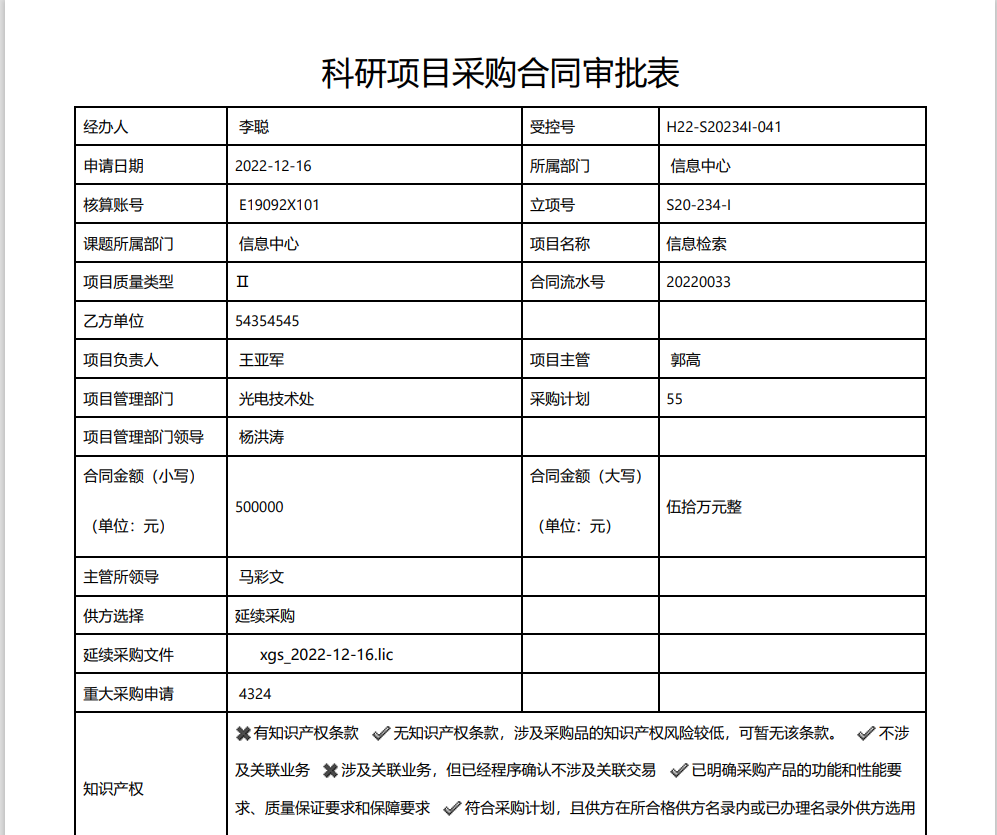 科研项目采购合同审批表
经办人 李聪 受控号 H22-S20234I-041
申请日期 2022-12-16 所属部门 信息中心
核算账号 E19092X101 立项号 S20-234-I
课题所属部门 信息中心 项目名称 信息检索
项目质量类型 Ⅱ 合同流水号 20220033
乙方单位 54354545
项目负责人 王亚军 项目主管 郭高
项目管理部门 光电技术处 采购计划 55
项目管理部门领导 杨洪涛
合同金额（小写） 合同金额（大写）
500000 伍拾万元整
（单位：元） （单位：元）
主管所领导 马彩文
供方选择 延续采购
延续采购文件 xgs_2022-12-16.lic
重大采购申请 4324
✖有知识产权条款 ✔无知识产权条款，涉及采购品的知识产权风险较低，可暂无该条款。 ✔不涉
及关联业务 ✖涉及关联业务，但已经程序确认不涉及关联交易 ✔已明确采购产品的功能和性能要
知识产权
求、质量保证要求和保障要求 ✔符合采购计划，且供方在所合格供方名录内或已办理名录外供方选用